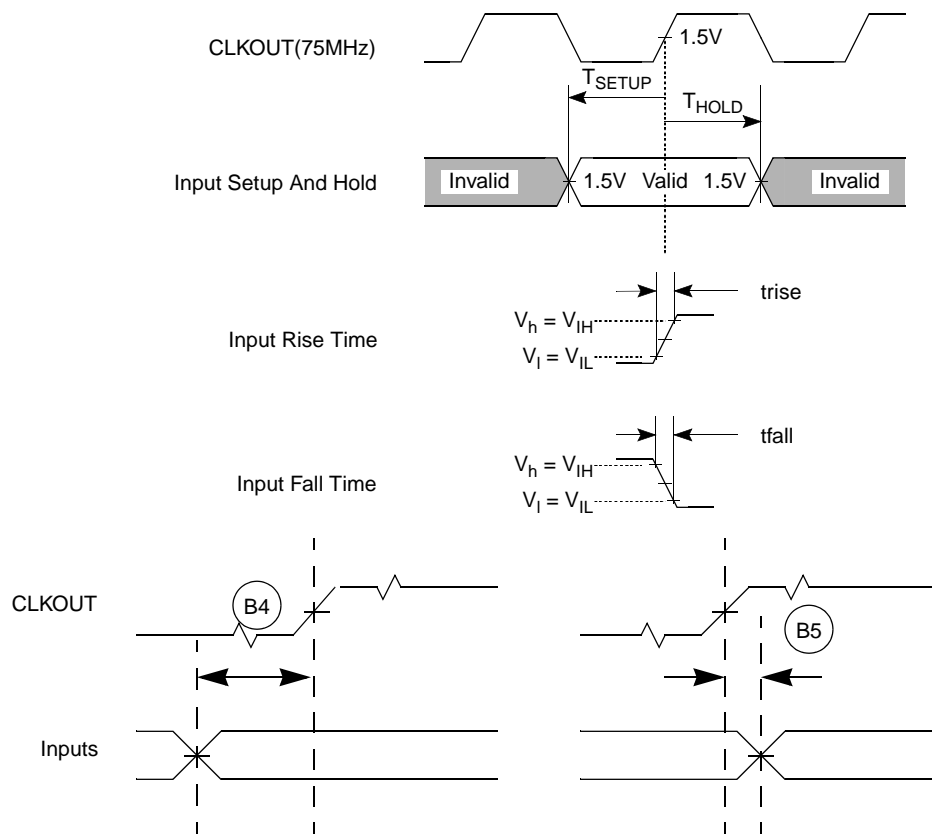 CLKOUT(75MHz)
1.5V
TSETUP
THOLD
Input Setup And Hold
Invalid
1.5V Valid 1.5V
Invalid
trise
Input Rise Time
Vh = VIH
Vl = VIL
tfall
Input Fall Time
Vh = VIH
Vl = VIL
CLKOUT
B4
B5
Inputs